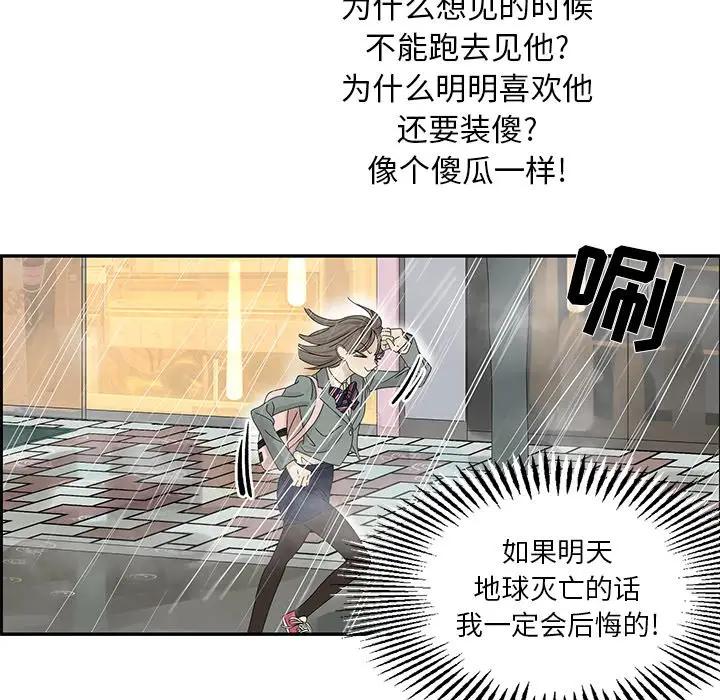 为什么想见的时候
不能跑去见他?
为什么明明喜欢他
还要装傻?
像个傻瓜一样!
唰
如果明天
地球灭亡的话
我一定会后悔的!